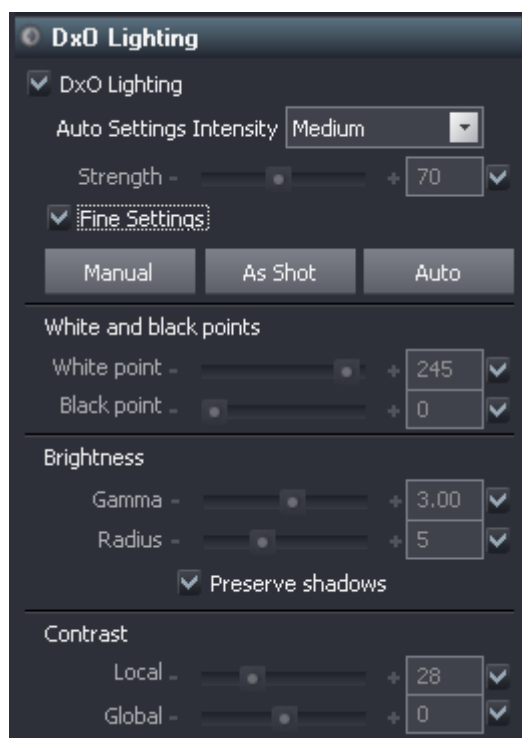 DxO Lighting
DxO Lighting
Auto Settings Intensity Medium
Strength - + 70
Fine Settings
Manual As Shot Auto
White and black points
White point - + 245
Black point - + 0
Brightness
Gamma - + 3.00
Radius - + 5
Preserve shadows
Contrast
Local - + 28
Global - + 0